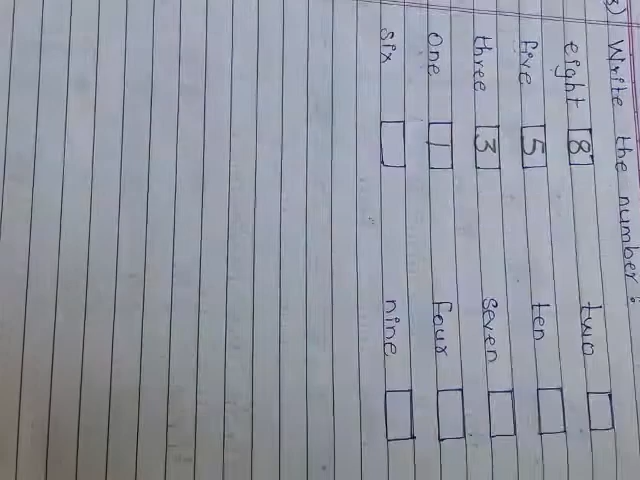 3) Write the number:
eight 8 two
five 5 ten
three 3 seven
one 1 four
six nine